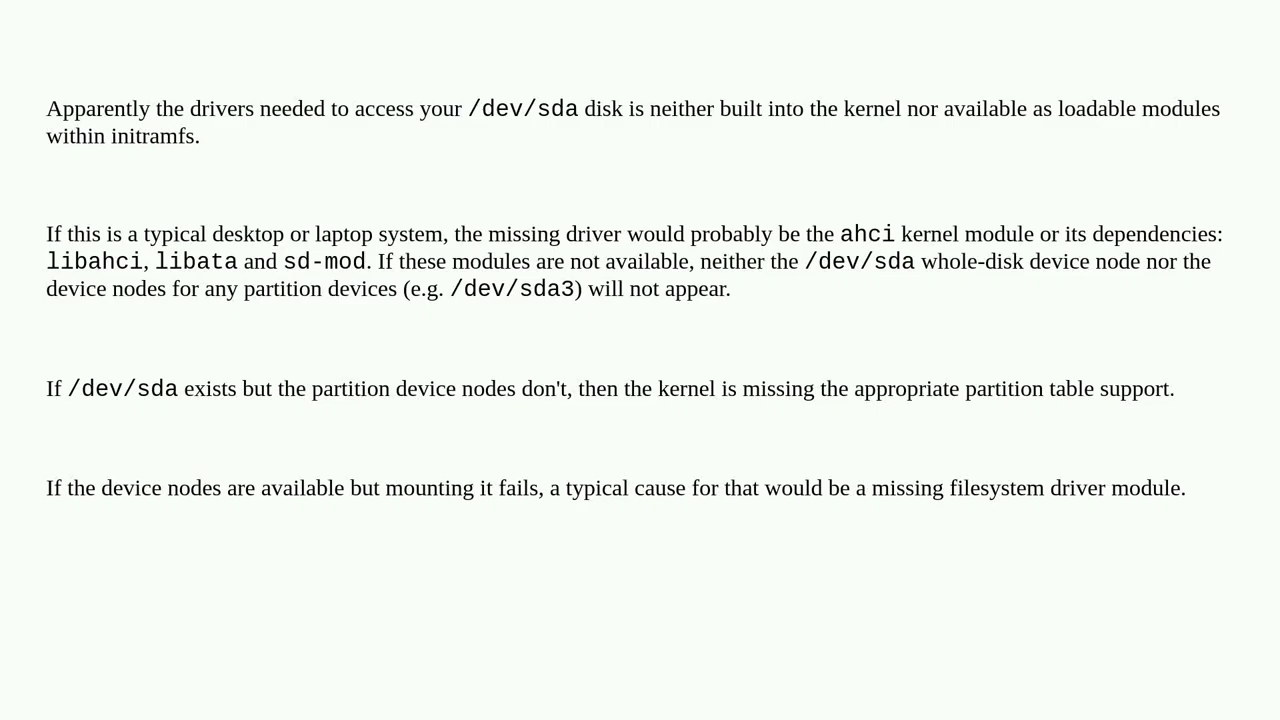 Apparently the drivers needed to access your /dev/sda disk is neither built into the kernel nor available as loadable modules
within initramfs.
If this is a typical desktop or laptop system, the missing driver would probably be the ahci kernel module or its dependencies:
libahci, libata and sd-mod. If these modules are not available, neither the /dev/sda whole-disk device node nor the
device nodes for any partition devices (e.g. /dev/sda3) will not appear.
If /dev/sda exists but the partition device nodes don't, then the kernel is missing the appropriate partition table support.
If the device nodes are available but mounting it fails, a typical cause for that would be a missing filesystem driver module.